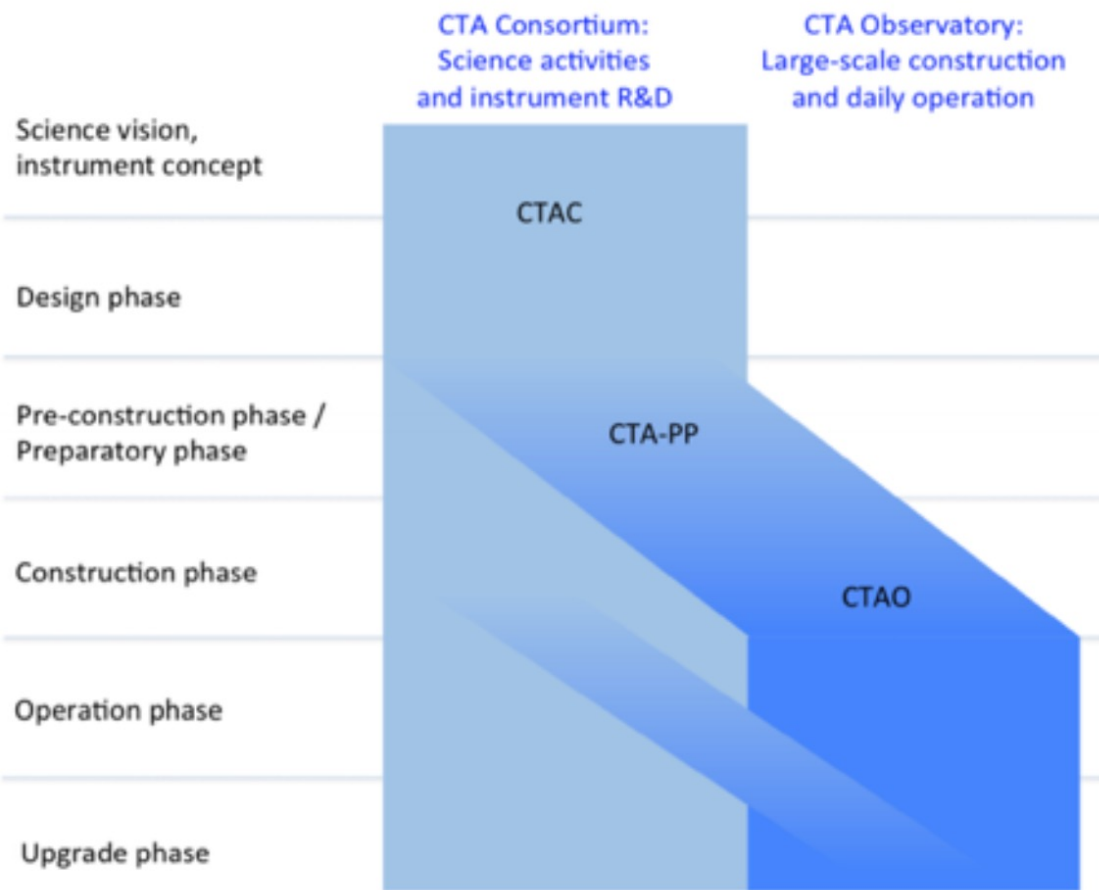 CTA Consortium:
Science activities
and instrument R&D
CTA Observatory:
Large-scale construction
and daily operation
Science vision,
instrument concept
CTAC
Design phase
Pre-construction phase /
Preparatory phase
CTA-PP
Construction phase
CTAO
Operation phase
Upgrade phase